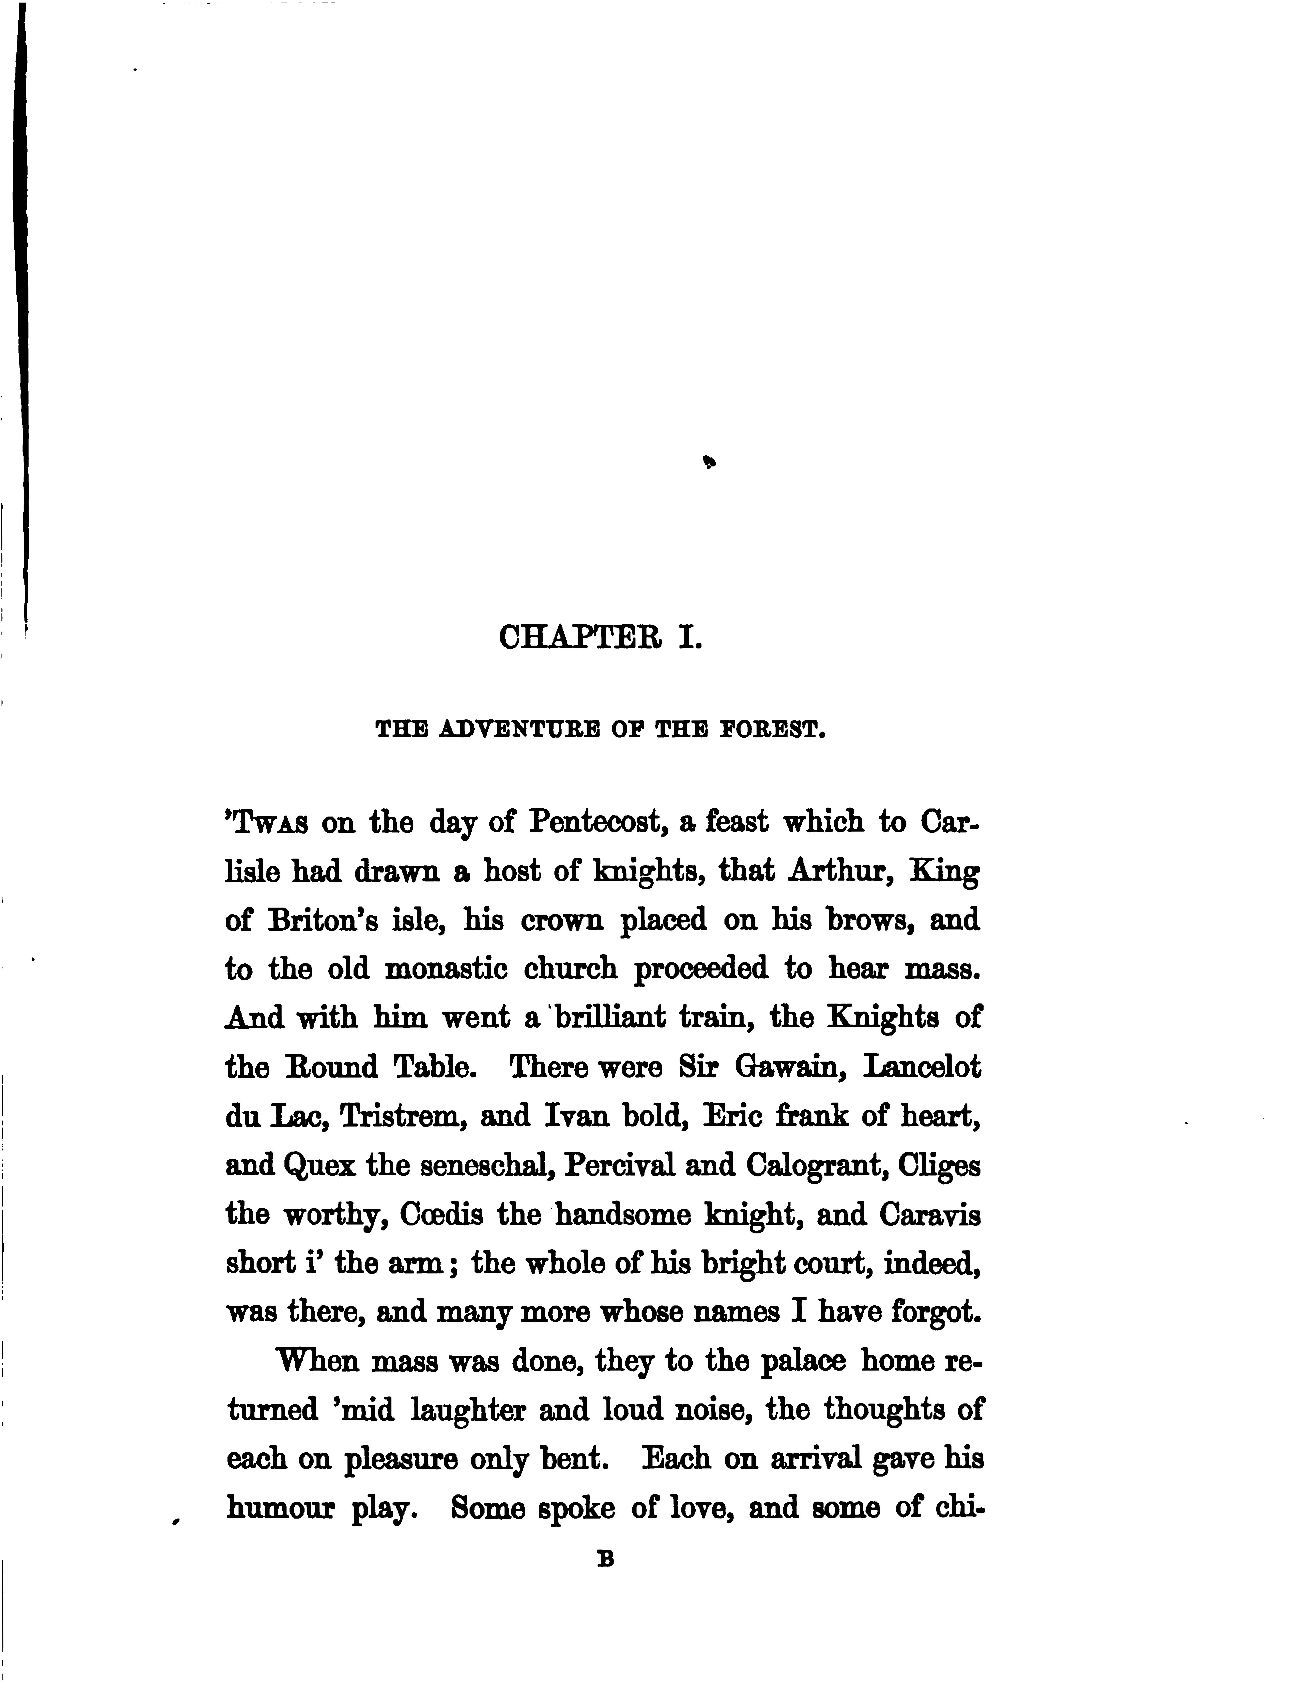 CHAPTER I.
THE ADVENTURE OF THE FOREST.
’TWAS on the day of Pentecost, a feast which to Car-
lisle had drawn a host of knights, that Arthur, King
of Briton’s isle, his crown placed on his brows, and
to the old monastic church proceeded to hear mass.
And with him went a brilliant train, the Knights of
the Round Table. There were Sir Gawain, Lancelot
du Lac, Tristrem, and Ivan bold, Eric frank of heart,
and Quex the seneschal, Percival and Calogrant, Cliges
the worthy, Cœdis the handsome knight, and Caravis
short i’ the arm; the whole of his bright court, indeed,
was there, and many more whose names I have forgot.
When mass was done, they to the palace home re-
turned ’mid laughter and loud noise, the thoughts of
each on pleasure only bent. Each on arrival gave his
humour play. Some spoke of love, and some of chi-
B